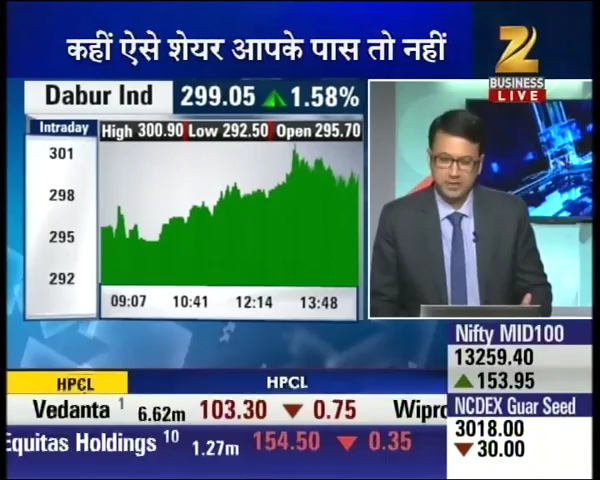 कहीं ऐसे शेयर आपके पास तो नहीं
Z
BUSINESS
LIVE
Dabur Ind 299.05 ▲ 1.58%
Intraday High 300.90 Low 292.50 Open 295.70
301
298
295
292
09:07 10:41 12:14 13:48
Nifty MID100
13259.40
▲ 153.95
NCDEX Guar Seed
3018.00
▼ 30.00
HPCL HPCL
Vedanta 1 6.62m 103.30 ▼ 0.75 Wipro
Equitas Holdings 10 1.27m 154.50 ▼ 0.35